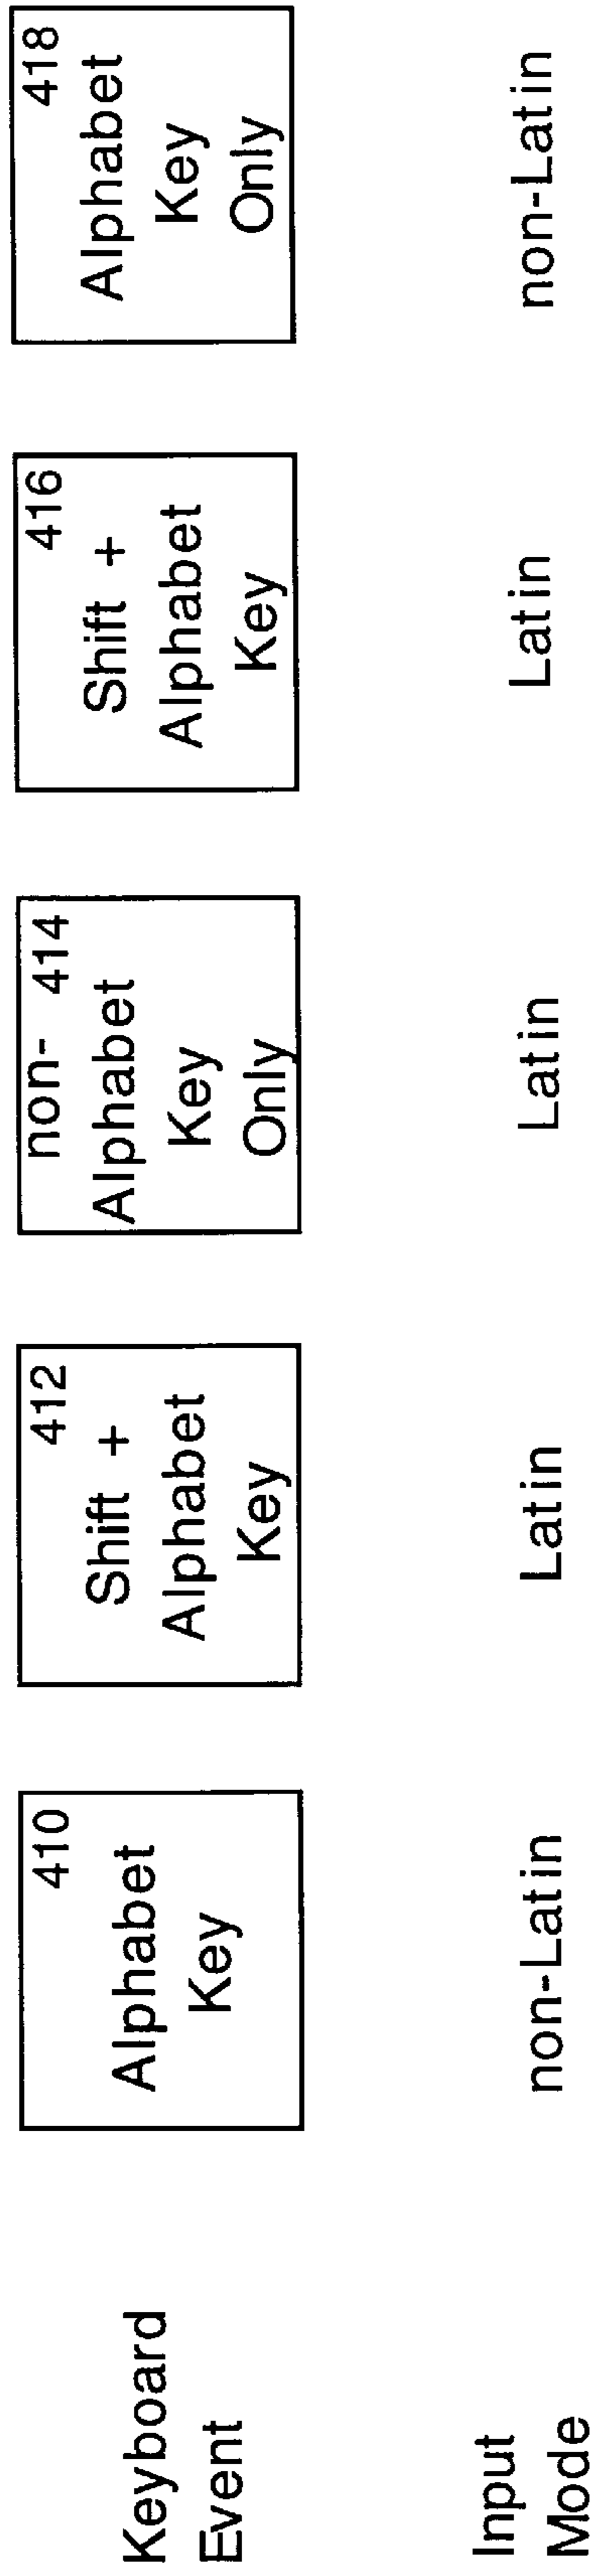 Keyboard
Event
410
Alphabet
Key
412
Shift +
Alphabet
Key
non- 414
Alphabet
Key
Only
416
Shift +
Alphabet
Key
418
Alphabet
Key
Only
Input
Mode
non-Latin
Latin
Latin
Latin
non-Latin